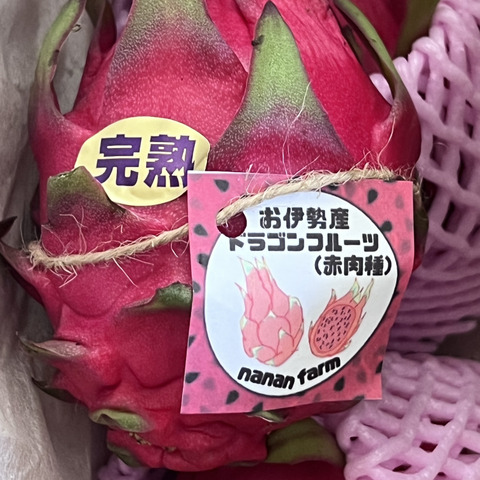 完熟
お伊勢産
ドラゴンフルーツ
(赤肉種)
nanan farm